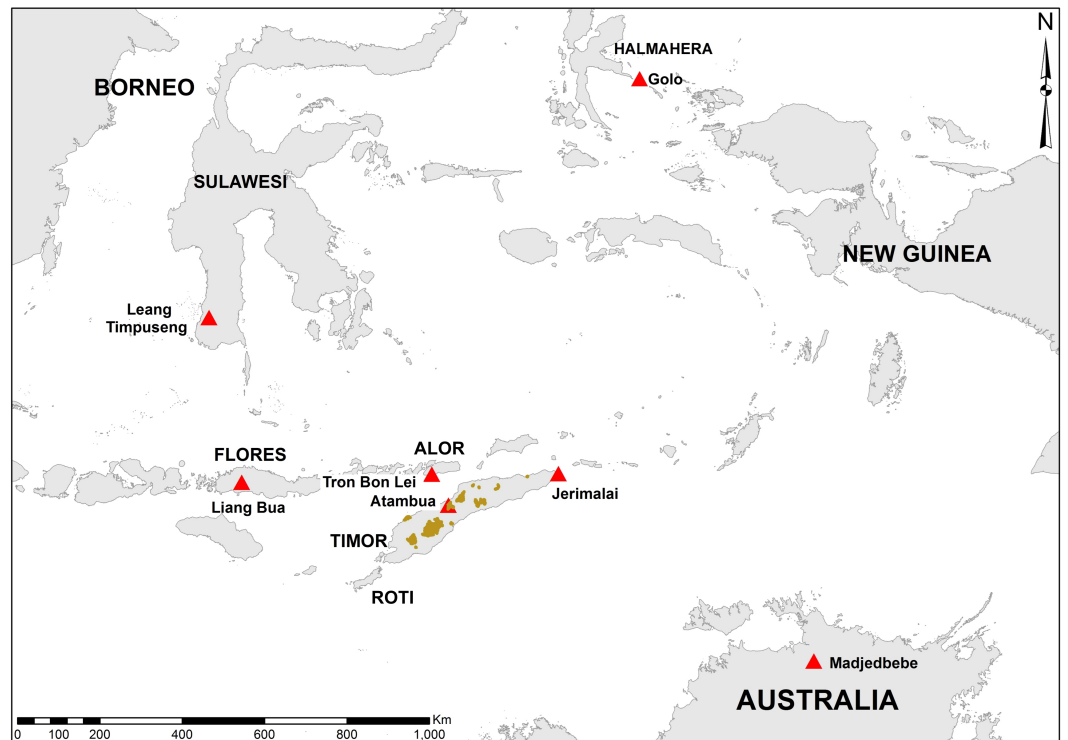 N
HALMAHERA
Golo
BORNEO
SULAWESI
NEW GUINEA
Leang
Timpuseng
ALOR
FLORES
Tron Bon Lei
Atambua
Jerimalai
Liang Bua
TIMOR
ROTI
Madjedbebe
AUSTRALIA
Km
0 100 200 400 600 800 1,000